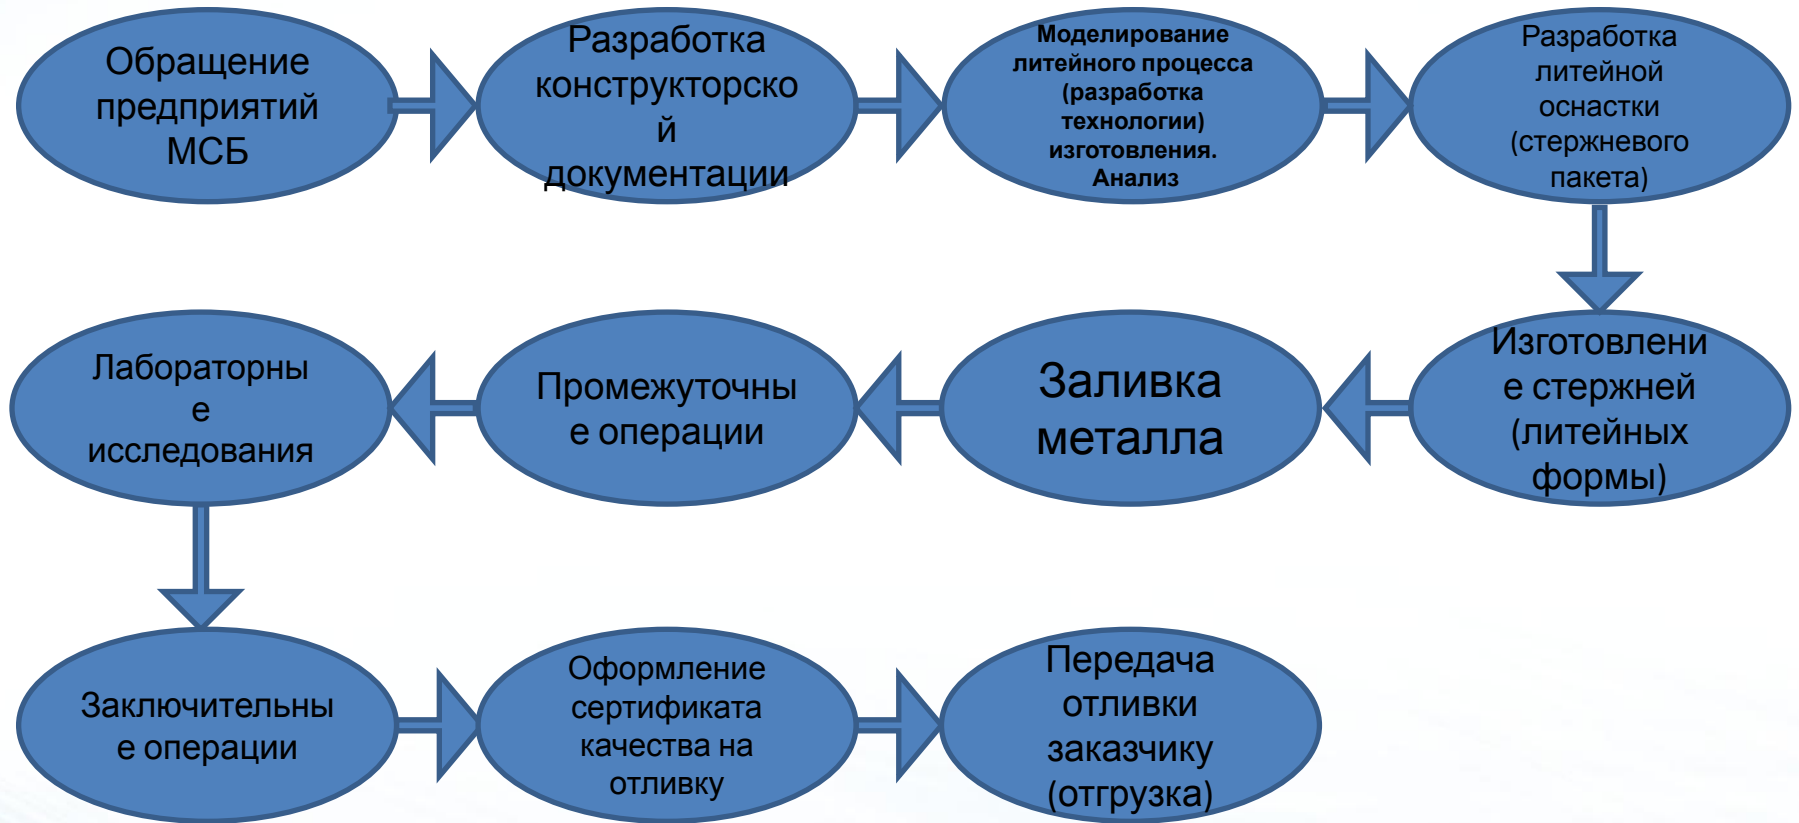 Обращение
предприятий
МСБ
Разработка
конструкторско
й
документации
Моделирование
литейного процесса
(разработка
технологии)
изготовления.
Анализ
Разработка
литейной
оснастки
(стержневого
пакета)
Изготовлени
е стержней
(литейных
формы)
Заливка
металла
Промежуточны
е операции
Лабораторны
е
исследования
Заключительны
е операции
Оформление
сертификата
качества на
отливку
Передача
отливки
заказчику
(отгрузка)